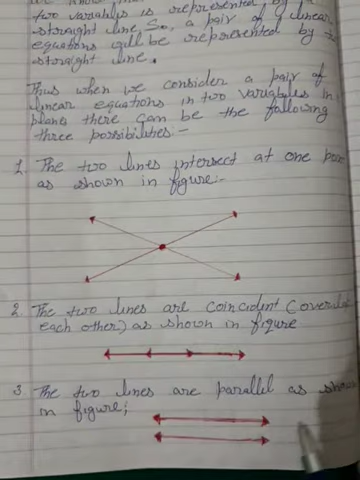 two variables is represented by a
straight line So, a pair of linear
equations will be represented by
straight line.
Thus when we consider a pair of
linear equations in two variables in
plane there can be the following
three possibilities:-
1. The two lines intersect at one
as shown in figure:-
2. The two lines are coincident (
each other) as shown in figure
3 The two lines are parallel as shown
in figure;